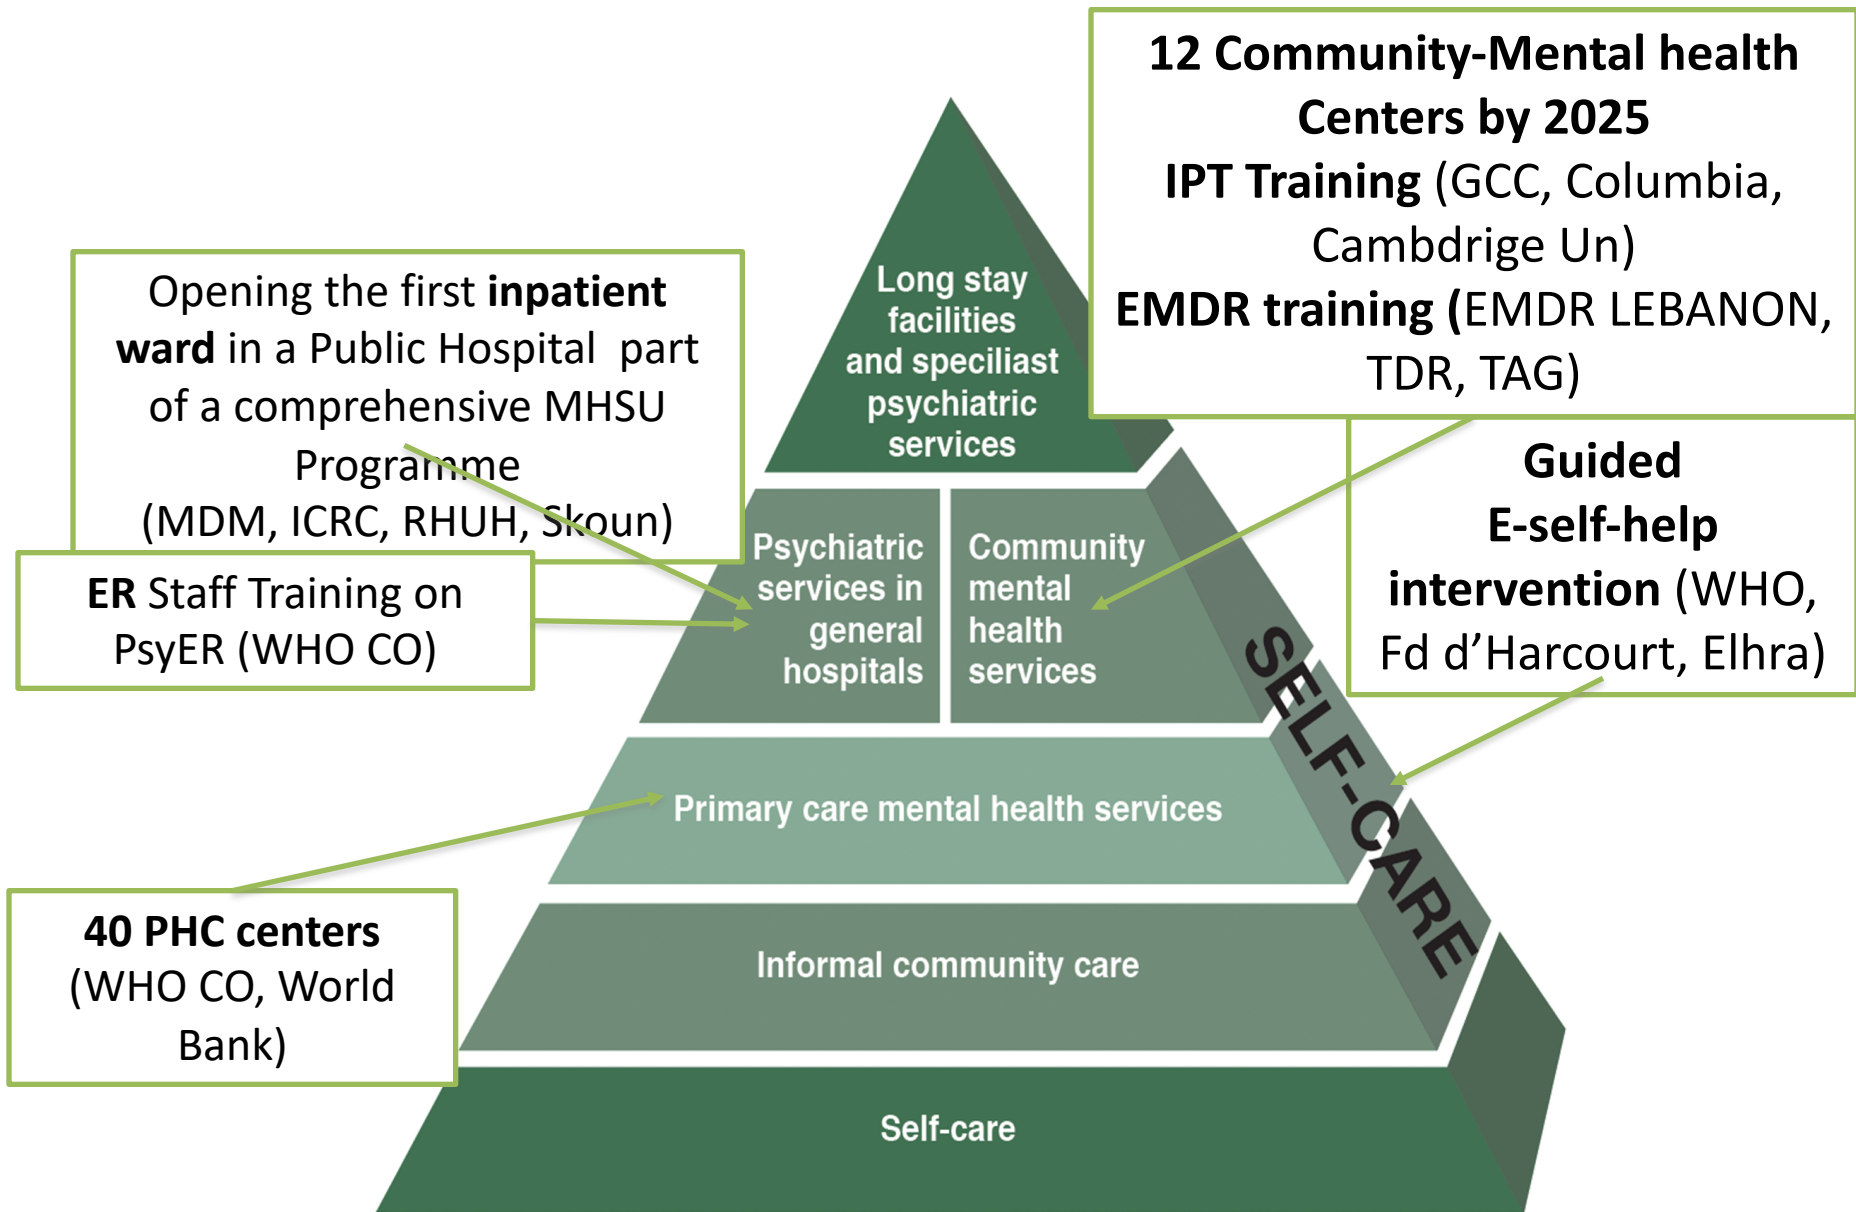 12 Community-Mental health
Centers by 2025
IPT Training (GCC, Columbia,
Cambdrige Un)
EMDR training (EMDR LEBANON,
TDR, TAG)
Opening the first inpatient
ward in a Public Hospital part
of a comprehensive MHSU
Programme
(MDM, ICRC, RHUH, Skoun)
Long stay
facilities
and speciliast
psychiatric
services
Guided
E-self-help
intervention (WHO,
Fd d’Harcourt, Elhra)
ER Staff Training on
PsyER (WHO CO)
Psychiatric
services in
general
hospitals
Community
mental
health
services
SELF-CARE
Primary care mental health services
40 PHC centers
(WHO CO, World
Bank)
Informal community care
Self-care